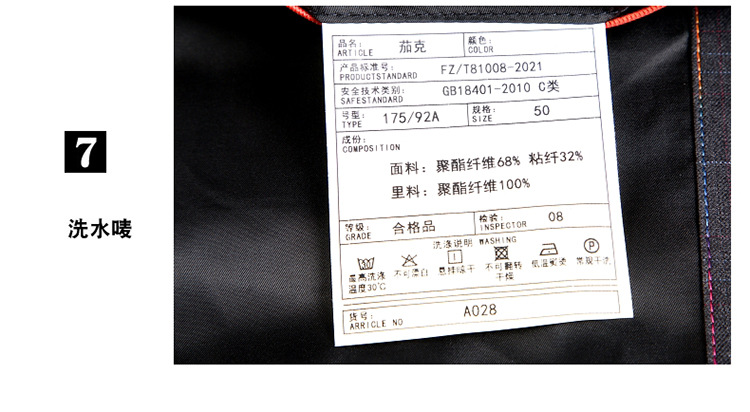 7
洗水唛
品名: 茄克 颜色:
ARTICLE COLOR
产品标准号: FZ/T81008-2021
PRODUCTSTANDARD
安全技术类别: GB18401-2010 C类
SAFESTANDARD
号型: 175/92A 规格: 50
TYPE SIZE
成份:
COMPOSITION
面料: 聚酯纤维68% 粘纤32%
里料: 聚酯纤维100%
等级: 合格品 检验: 08
GRADE INSPECTOR
洗涤说明 WASHING
最高洗涤 不可漂白 悬挂晾干 不可翻转 低温熨烫 常规干洗
温度30℃ 干燥
货号: A028
ARRICLE NO